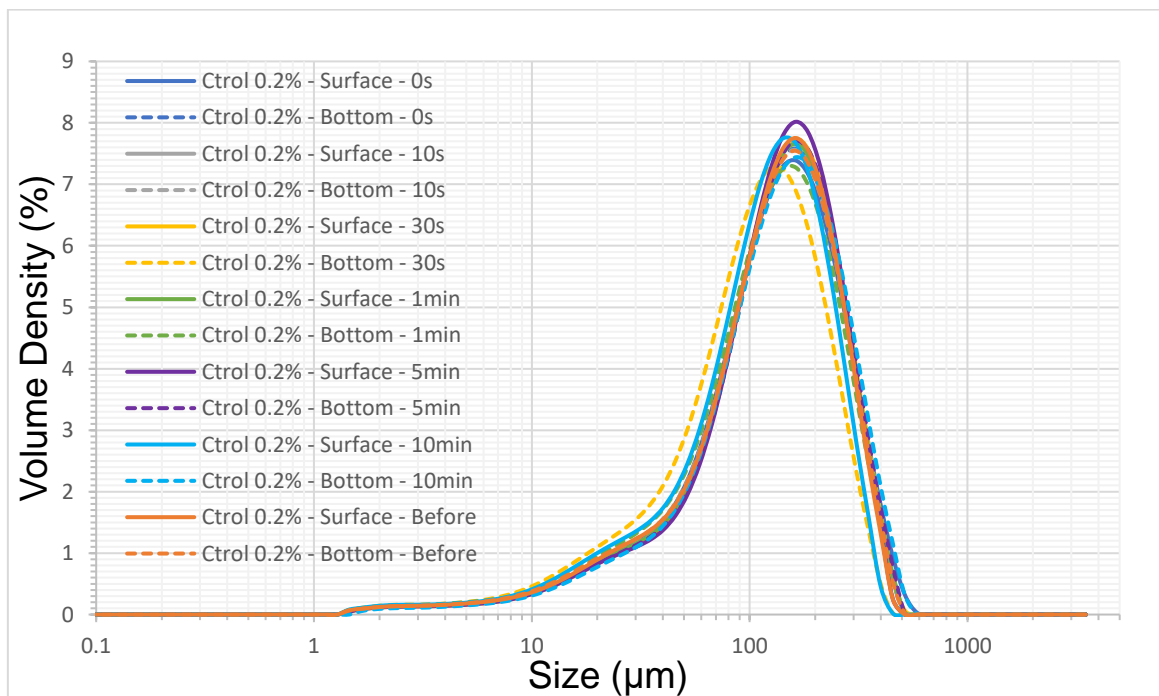 9
8
7
6
5
4
3
2
1
0
Volume Density (%)
Ctrol 0.2% - Surface - 0s
Ctrol 0.2% - Bottom - 0s
Ctrol 0.2% - Surface - 10s
Ctrol 0.2% - Bottom - 10s
Ctrol 0.2% - Surface - 30s
Ctrol 0.2% - Bottom - 30s
Ctrol 0.2% - Surface - 1min
Ctrol 0.2% - Bottom - 1min
Ctrol 0.2% - Surface - 5min
Ctrol 0.2% - Bottom - 5min
Ctrol 0.2% - Surface - 10min
Ctrol 0.2% - Bottom - 10min
Ctrol 0.2% - Surface - Before
Ctrol 0.2% - Bottom - Before
0.1 1 10 100 1000
Size (µm)